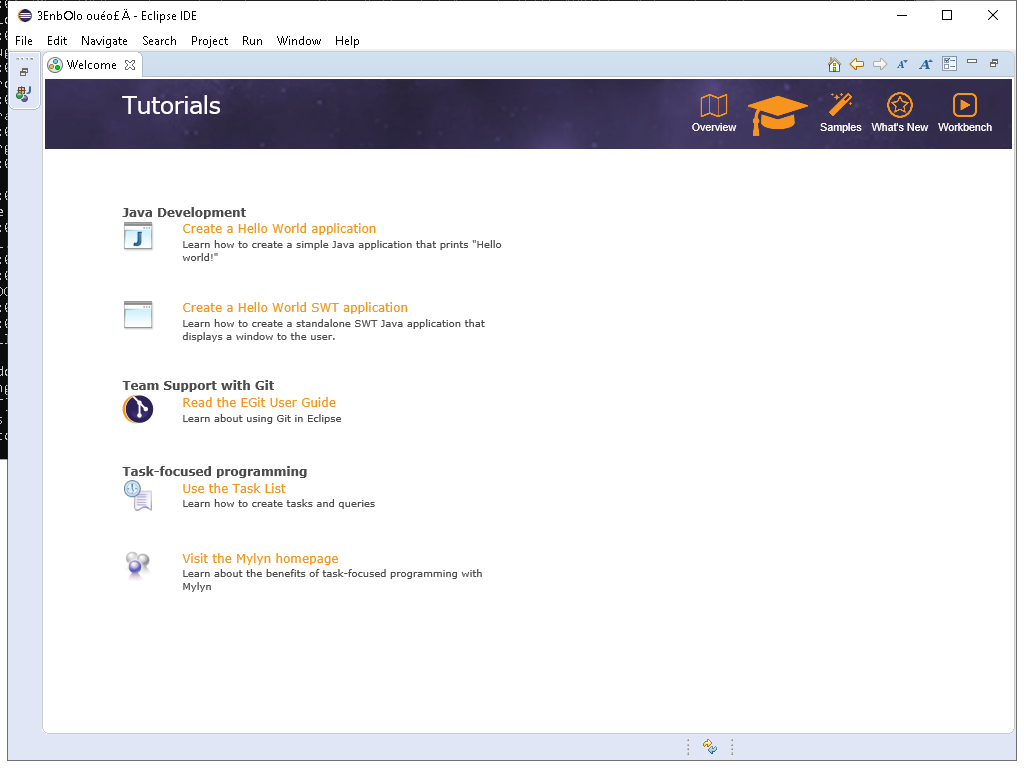 3EnbOlo ouéo£ Ä - Eclipse IDE
File Edit Navigate Search Project Run Window Help
Welcome
Tutorials
Overview
Samples
What's New
Workbench
Java Development
Create a Hello World application
Learn how to create a simple Java application that prints "Hello
world!"
Create a Hello World SWT application
Learn how to create a standalone SWT Java application that
displays a window to the user.
Team Support with Git
Read the EGit User Guide
Learn about using Git in Eclipse
Task-focused programming
Use the Task List
Learn how to create tasks and queries
Visit the Mylyn homepage
Learn about the benefits of task-focused programming with
Mylyn